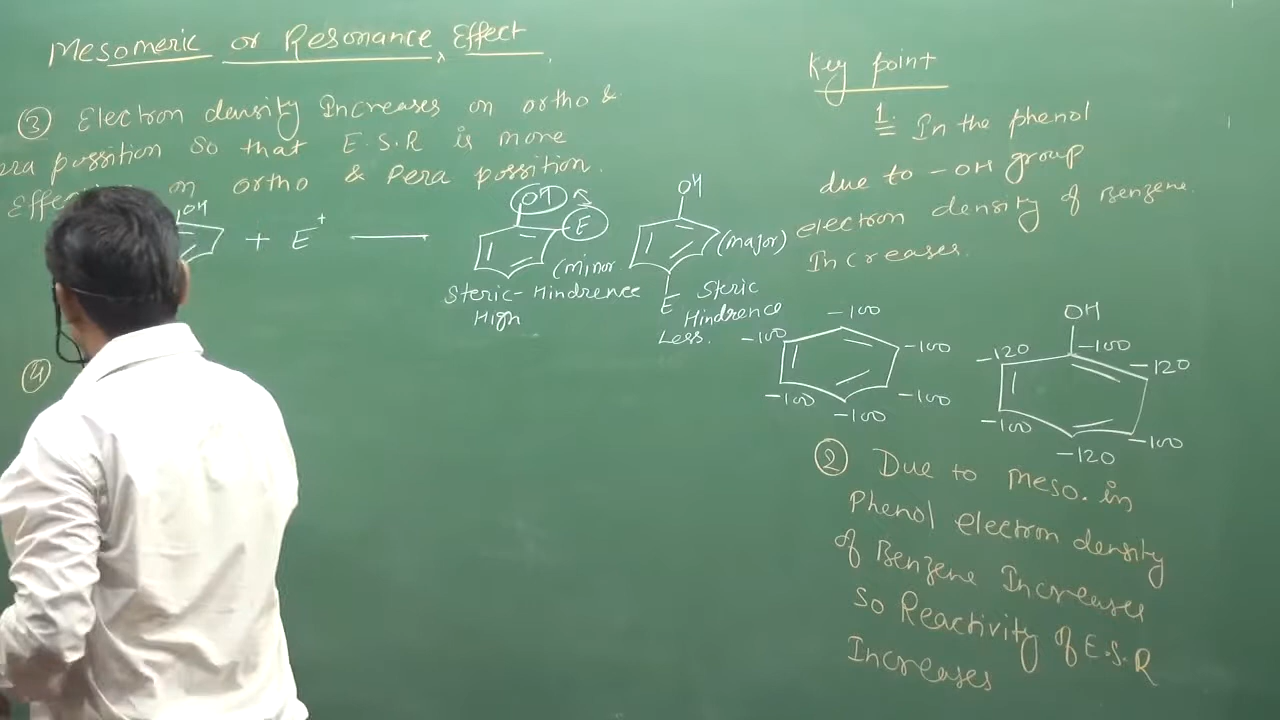 Mesomeric or Resonance Effect
③ Electron density Increases on ortho &
possition so that E.S.R is more
on ortho & Pera possition.
OH
+ E+
OH
E
(minor
Steric- Hindrence
High
OH
(major)
E
Steric
Hindrence
Less.
④
Key point
1. In the phenol
due to - OH group
electron density of Benzene.
Increases.
-100
-100
-100
-100
-100
-100
OH
-120
-100
-120
-100
-100
-120
② Due to meso. in
Phenol electron density
of Benzene Increases
So Reactivity of E.S.R
Increases